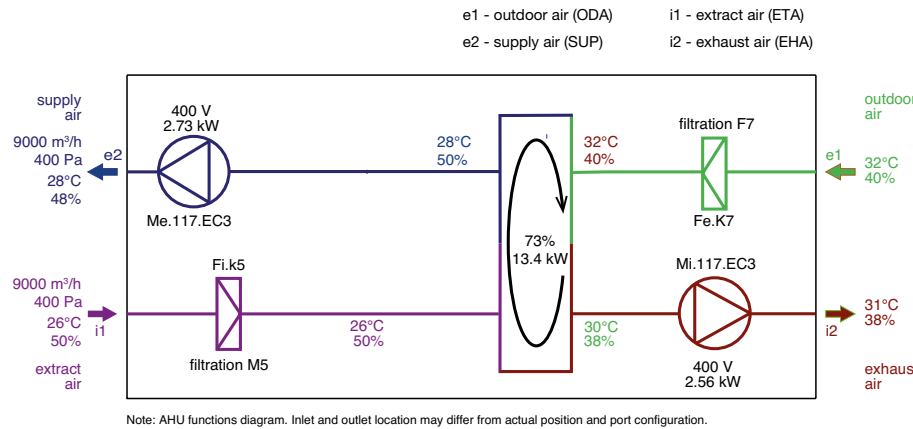 e1 - outdoor air (ODA)
i1 - extract air (ETA)
e2 - supply air (SUP)
i2 - exhaust air (EHA)
supply
air
9000 m³/h
400 Pa
28°C
48%
e2
400 V
2.73 kW
Me.117.EC3
28°C
50%
32°C
40%
filtration F7
Fe.K7
outdoor
air
e1
32°C
40%
73%
13.4 kW
9000 m³/h
400 Pa
26°C
50%
i1
extract
air
Fi.k5
filtration M5
26°C
50%
30°C
38%
Mi.117.EC3
400 V
2.56 kW
31°C
38%
i2
exhaus
air
Note: AHU functions diagram. Inlet and outlet location may differ from actual position and port configuration.